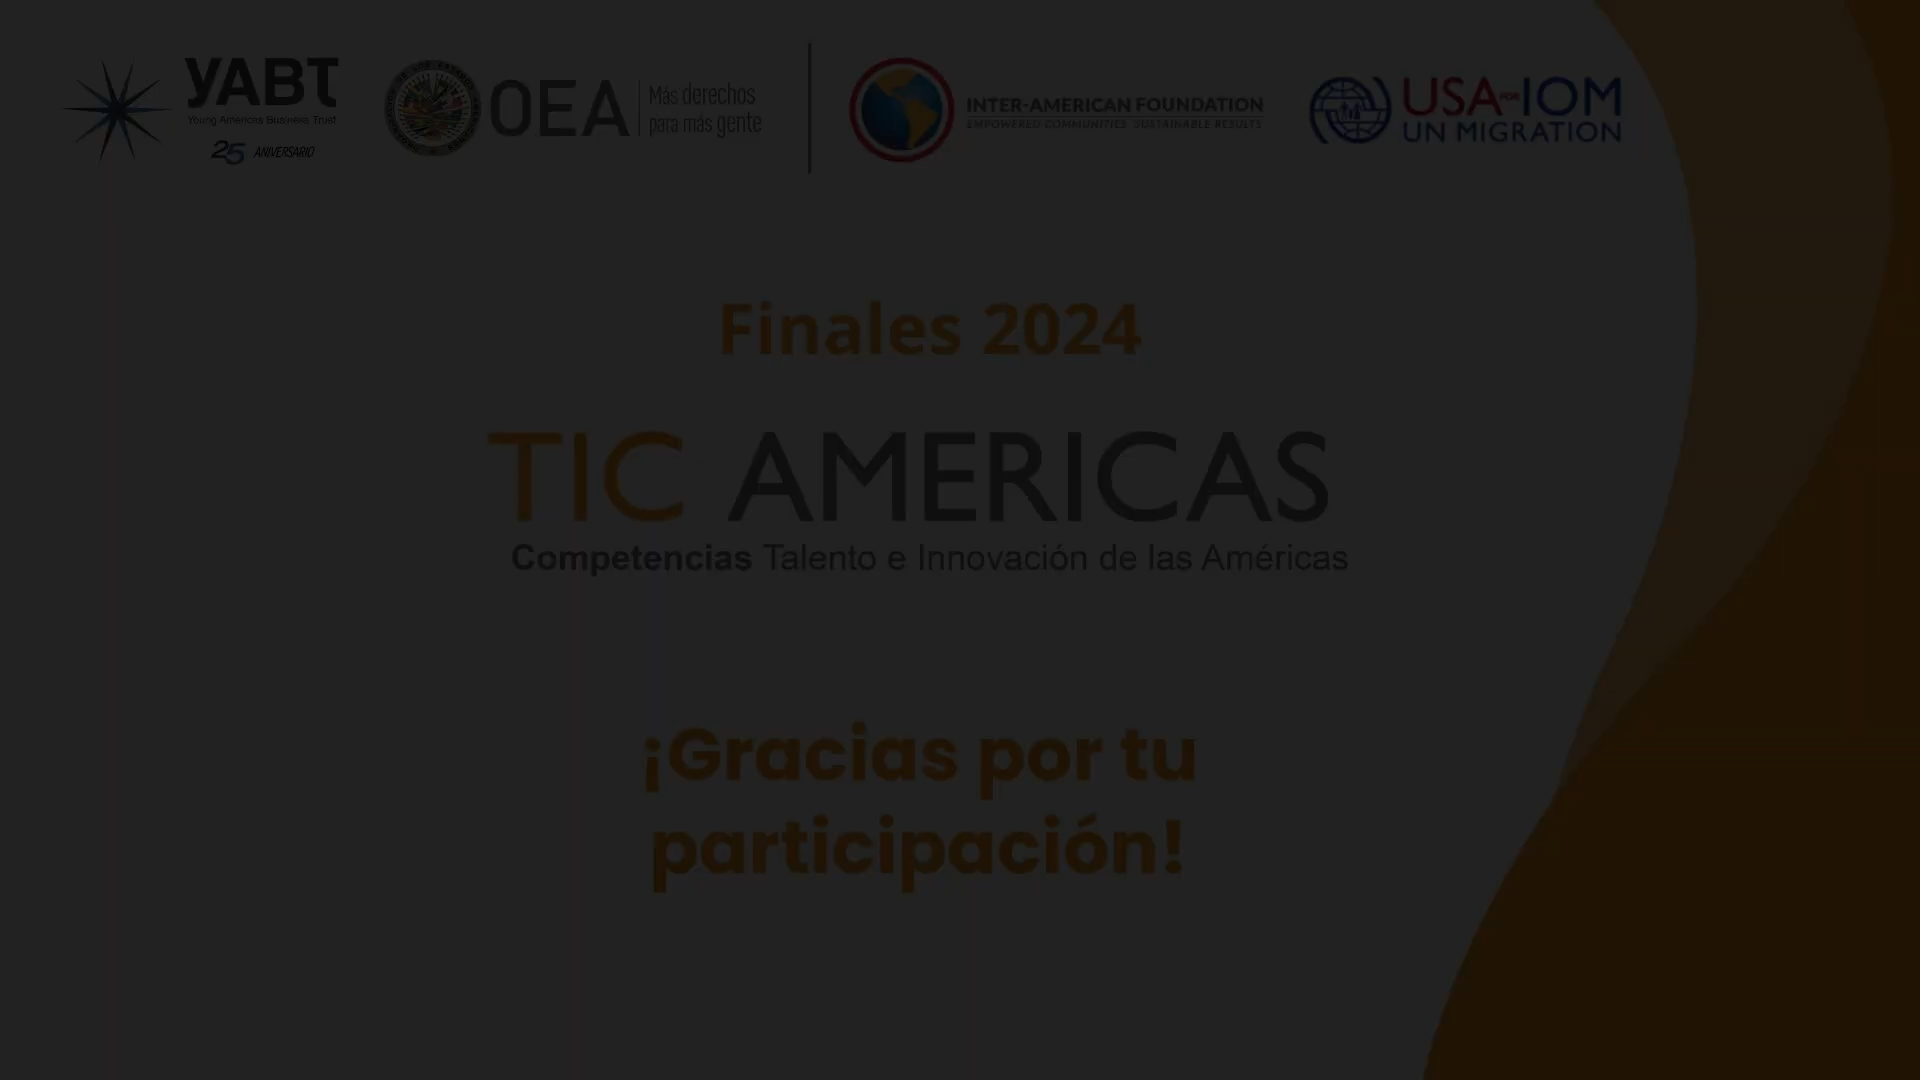 YABT
Young Americas Business Trust
25 ANIVERSARIO
OEA
Más derechos
para más gente
INTER-AMERICAN FOUNDATION
EMPOWERED COMMUNITIES, SUSTAINABLE RESULTS
USA FOR IOM
UN MIGRATION
Finales 2024
TIC AMERICAS
Competencias Talento e Innovación de las Américas
¡Gracias por tu
participación!